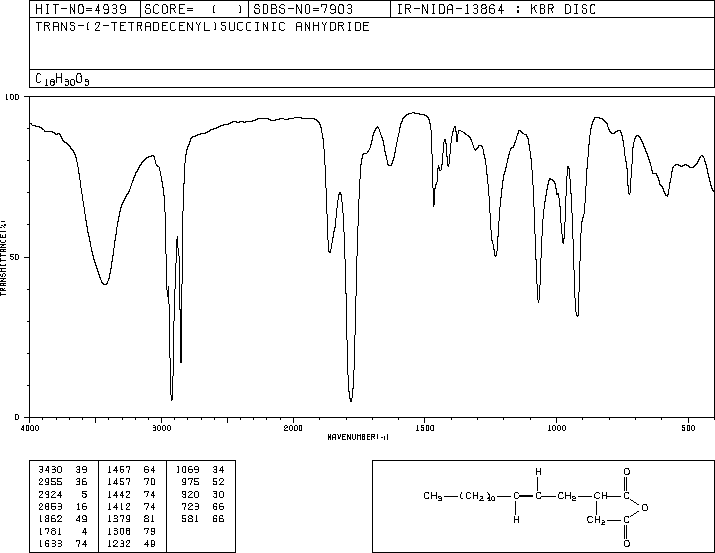 HIT-NO=4939 SCORE= ( ) SDBS-NO=7903 IR-NIDA-13864 : KBR DISC
TRANS-(2-TETRADECENYL)SUCCINIC ANHYDRIDE
C18H30O3
100
50
0
TRANSMITTANCE(%)
4000 3000 2000 1500 1000 500
WAVENUMBER(-1)
3430 39 1467 64 1069 34
2955 36 1457 70 975 52
2924 5 1442 74 920 30
2853 16 1412 74 723 66
1862 49 1379 81 581 66
1781 4 1308 79
1633 74 1232 49
H O
CH3 (CH2)10 C C CH2 CH C
O
H CH2 C
O